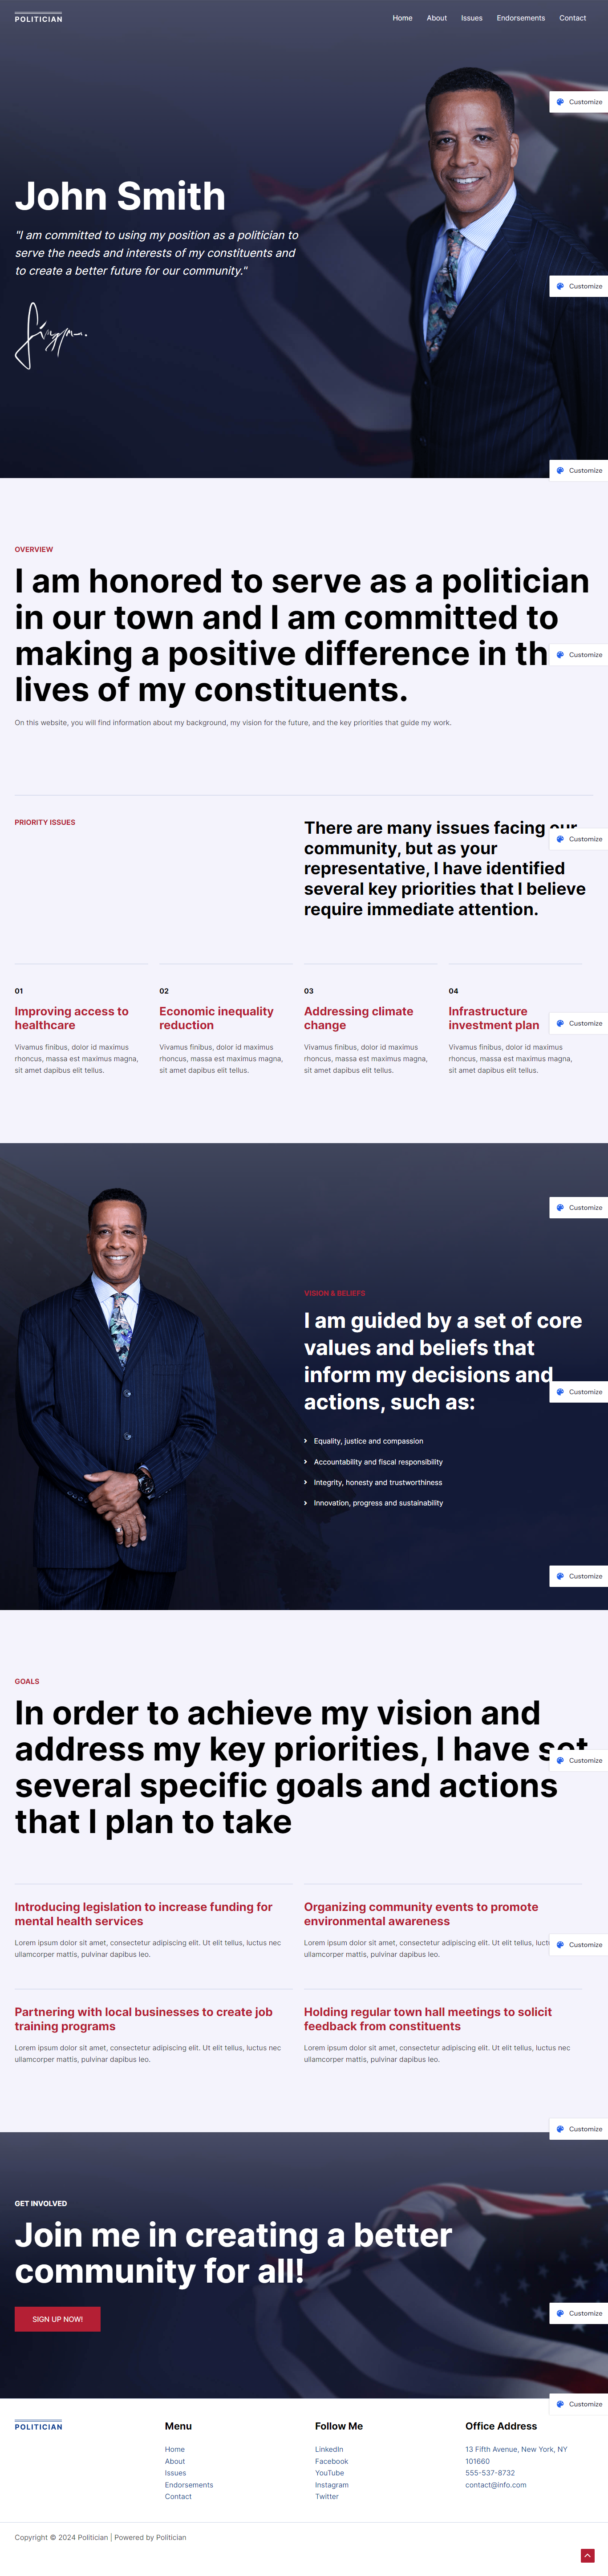 POLITICIAN
Home About Issues Endorsements Contact
Customize
John Smith
"I am committed to using my position as a politician to
serve the needs and interests of my constituents and
to create a better future for our community."
Customize
Customize
OVERVIEW
I am honored to serve as a politician
in our town and I am committed to
making a positive difference in th
Customize
lives of my constituents.
On this website, you will find information about my background, my vision for the future, and the key priorities that guide my work.
PRIORITY ISSUES
There are many issues facing our
Customize
community, but as your
representative, I have identified
several key priorities that I believe
require immediate attention.
01
Improving access to
healthcare
Vivamus finibus, dolor id maximus
rhoncus, massa est maximus magna,
sit amet dapibus elit tellus.
02
Economic inequality
reduction
Vivamus finibus, dolor id maximus
rhoncus, massa est maximus magna,
sit amet dapibus elit tellus.
03
Addressing climate
change
Vivamus finibus, dolor id maximus
rhoncus, massa est maximus magna,
sit amet dapibus elit tellus.
04
Infrastructure
investment plan
Customize
Vivamus finibus, dolor id maximus
rhoncus, massa est maximus magna,
sit amet dapibus elit tellus.
Customize
VISION & BELIEFS
I am guided by a set of core
values and beliefs that
inform my decisions and
Customize
actions, such as:
Equality, justice and compassion
Accountability and fiscal responsibility
Integrity, honesty and trustworthiness
Innovation, progress and sustainability
Customize
GOALS
In order to achieve my vision and
address my key priorities, I have set
Customize
several specific goals and actions
that I plan to take
Introducing legislation to increase funding for
mental health services
Lorem ipsum dolor sit amet, consectetur adipiscing elit. Ut elit tellus, luctus nec
ullamcorper mattis, pulvinar dapibus leo.
Organizing community events to promote
environmental awareness
Lorem ipsum dolor sit amet, consectetur adipiscing elit. Ut elit tellus,
Customize
ullamcorper mattis, pulvinar dapibus leo.
Partnering with local businesses to create job
training programs
Lorem ipsum dolor sit amet, consectetur adipiscing elit. Ut elit tellus, luctus nec
ullamcorper mattis, pulvinar dapibus leo.
Holding regular town hall meetings to solicit
feedback from constituents
Lorem ipsum dolor sit amet, consectetur adipiscing elit. Ut elit tellus, luctus nec
ullamcorper mattis, pulvinar dapibus leo.
Customize
GET INVOLVED
Join me in creating a better
community for all!
SIGN UP NOW!
Customize
Customize
POLITICIAN
Menu
Home
About
Issues
Endorsements
Contact
Follow Me
LinkedIn
Facebook
YouTube
Instagram
Twitter
Office Address
13 Fifth Avenue, New York, NY
101660
555-537-8732
contact@info.com
Copyright © 2024 Politician | Powered by Politician